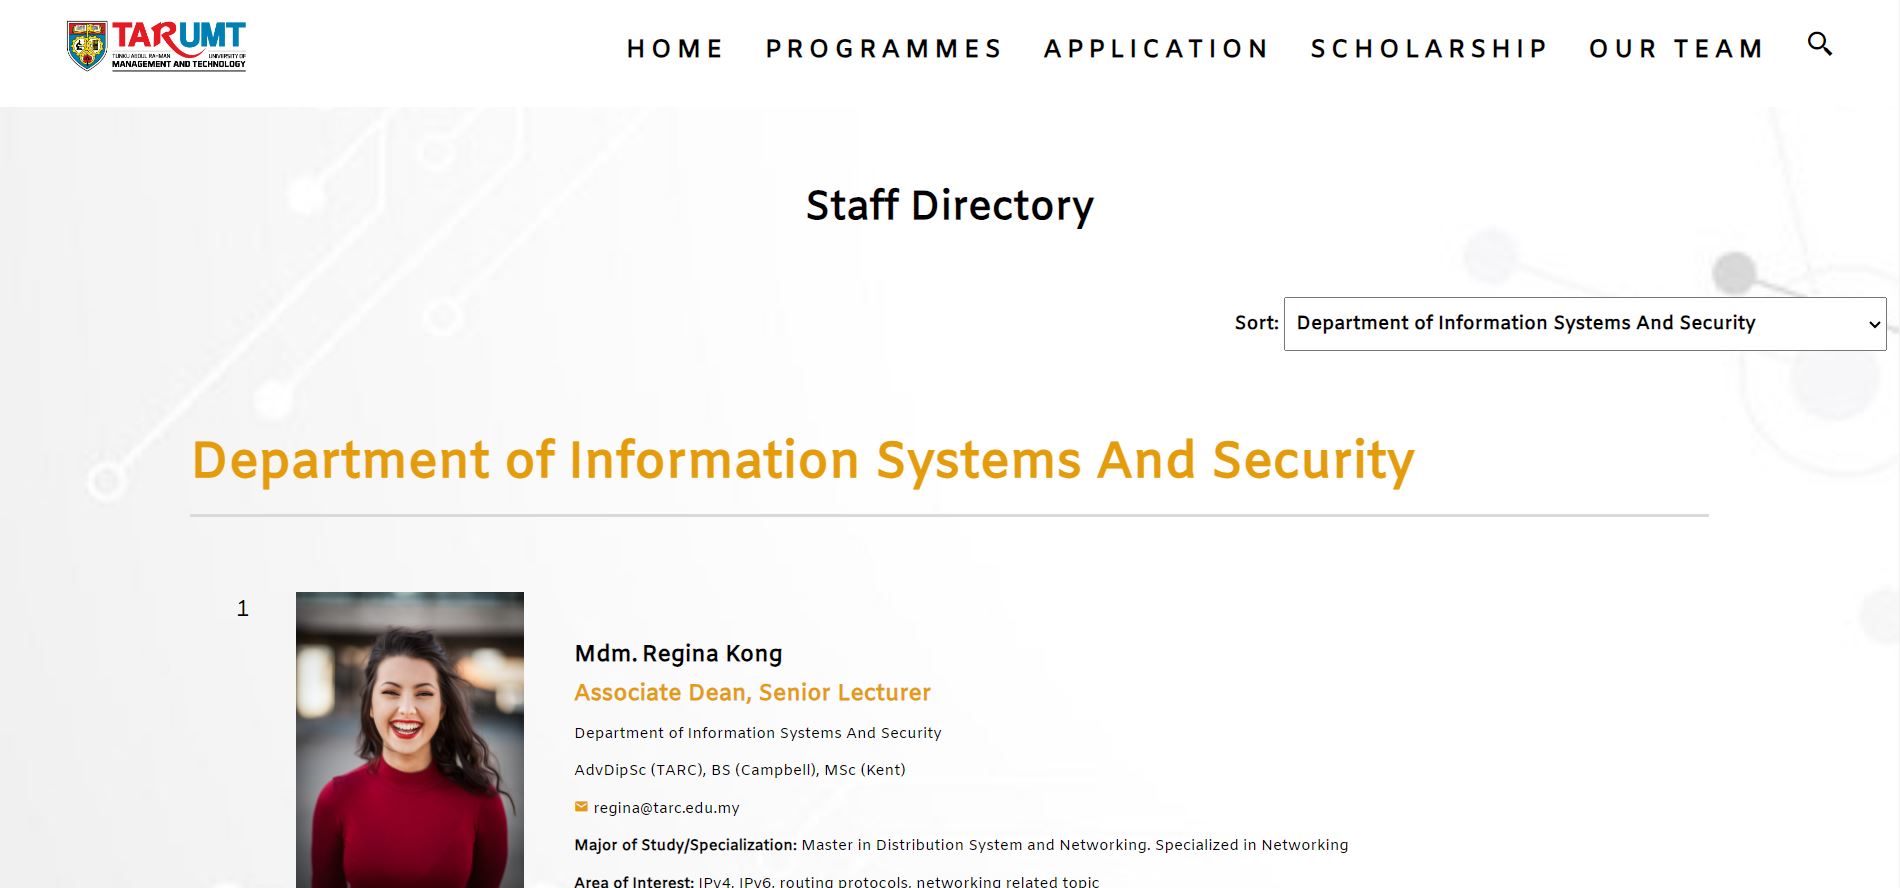 TARUMT
TUNKU ABDUL RAHMAN UNIVERSITY OF
MANAGEMENT AND TECHNOLOGY
HOME PROGRAMMES APPLICATION SCHOLARSHIP OUR TEAM
Staff Directory
Sort: Department of Information Systems And Security
Department of Information Systems And Security
1
Mdm. Regina Kong
Associate Dean, Senior Lecturer
Department of Information Systems And Security
AdvDipSc (TARC), BS (Campbell), MSc (Kent)
regina@tarc.edu.my
Major of Study/Specialization: Master in Distribution System and Networking. Specialized in Networking
Area of Interest: IPv4, IPv6, routing protocols, networking related topic